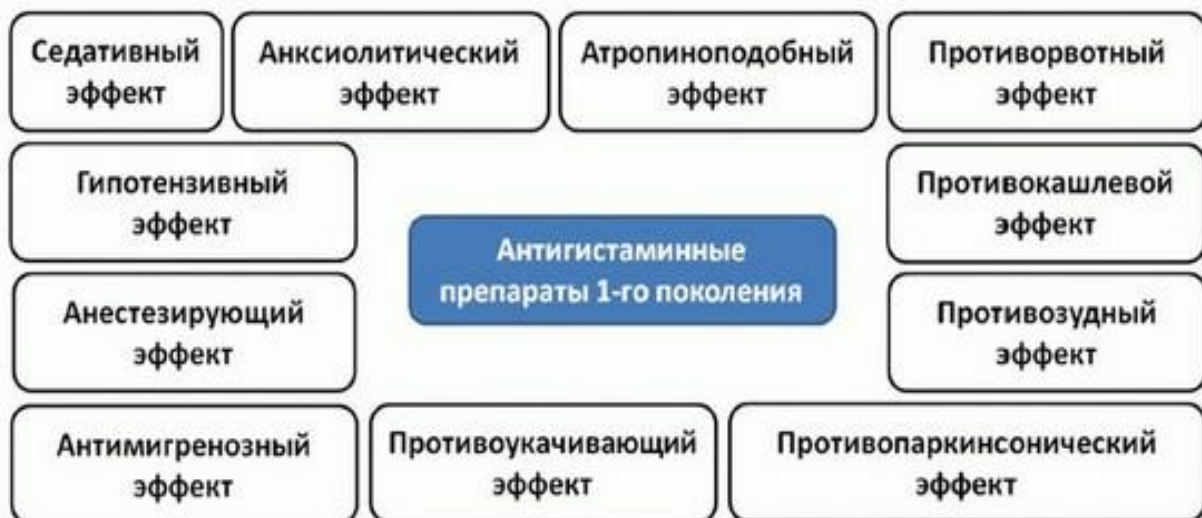 Седативный
эффект
Анксиолитический
эффект
Атропиноподобный
эффект
Противорвотный
эффект
Гипотензивный
эффект
Противокашлевой
эффект
Антигистаминные
препараты 1-го поколения
Анестезирующий
эффект
Противозудный
эффект
Антимигренозный
эффект
Противоукачивающий
эффект
Противопаркинсонический
эффект